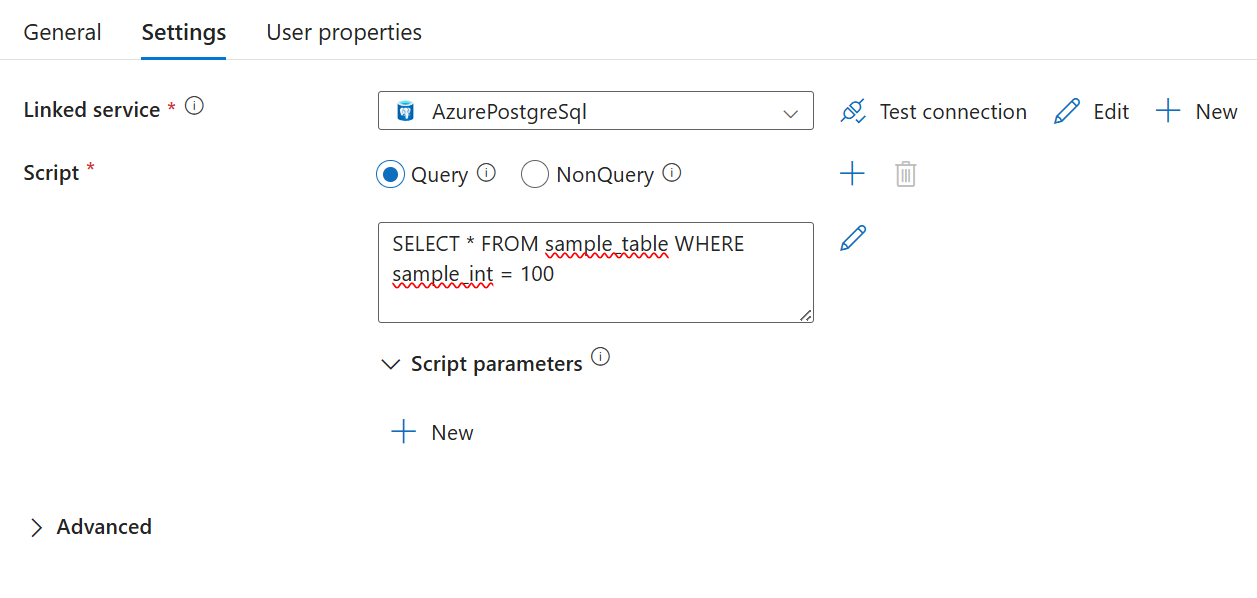 General Settings User properties
Linked service * AzurePostgreSql Test connection Edit New
Script * Query NonQuery
SELECT * FROM sample_table WHERE
sample_int = 100
Script parameters
New
Advanced